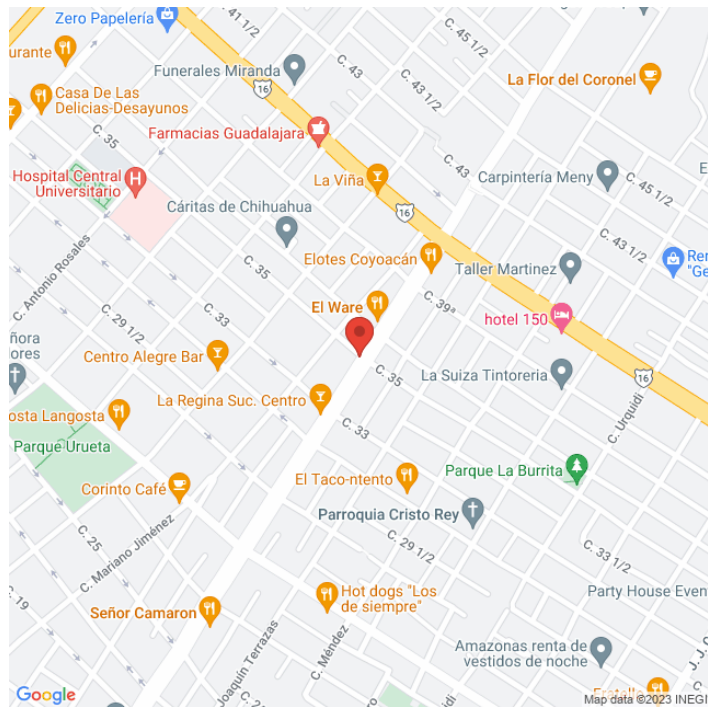 C. 41 1/2
Zero Papelería
C. 45 1/2
C. 43
Funerales Miranda
C. 43 1/2
16
La Flor del Coronel
Casa De Las
Delicias-Desayunos
C. 35
Farmacias Guadalajara
Hospital Central
Universitario
La Viña
C. 43
Carpintería Meny
C. 45 1/2
Cáritas de Chihuahua
16
C. 43 1/2
C. Antonio Rosales
C. 35
Elotes Coyoacán
Taller Martinez
El Ware
C. 39ª
hotel 150
C. 29 1/2
C. 33
Centro Alegre Bar
C. 35
La Suiza Tintoreria
16
La Regina Suc. Centro
C. Urquidi
C. 33
Parque Urueta
El Taco-ntento
Parque La Burrita
Corinto Café
Parroquia Cristo Rey
C. 25
C. Mariano Jiménez
C. 29 1/2
C. 33 1/2
C. 19
Señor Camaron
Hot dogs "Los
de siempre"
Party House Even
Joaquín Terrazas
C. Méndez
Amazonas renta de
vestidos de noche
Google
Map data ©2023 INEGI